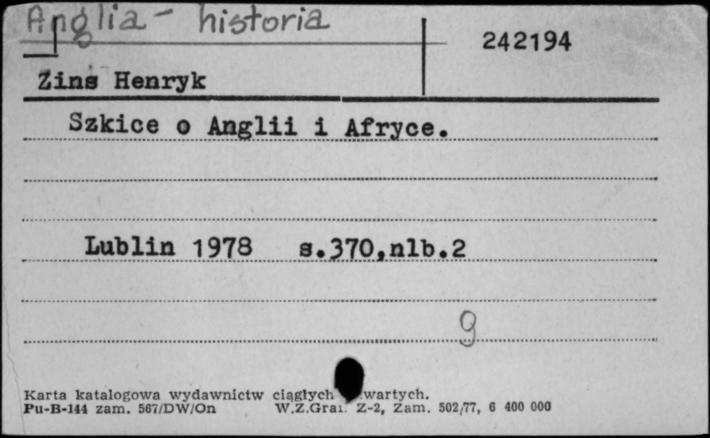 Anglia - historia
242194
Zins Henryk
Szkice o Anglii i Afryce.
Lublin 1978 s.370,nlb.2
9
Karta katalogowa wydawnictw ciągłych wartych.
Pu-B-144 zam. 567/DW/On W.Z.Graf. Z-2, Zam. 502/77, 6 400 000